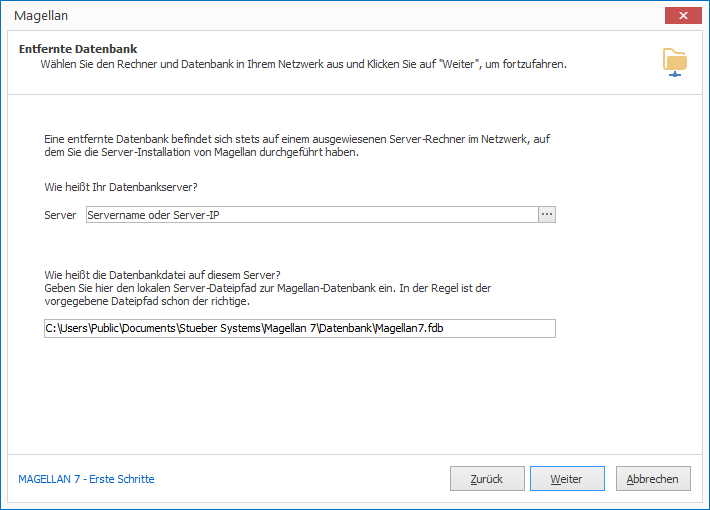 Magellan
Entfernte Datenbank
Wählen Sie den Rechner und Datenbank in Ihrem Netzwerk aus und Klicken Sie auf "Weiter", um fortzufahren.
Eine entfernte Datenbank befindet sich stets auf einem ausgewiesenen Server-Rechner im Netzwerk, auf
dem Sie die Server-Installation von Magellan durchgeführt haben.
Wie heißt Ihr Datenbankserver?
Server Servername oder Server-IP ...
Wie heißt die Datenbankdatei auf diesem Server?
Geben Sie hier den lokalen Server-Dateipfad zur Magellan-Datenbank ein. In der Regel ist der
vorgegebene Dateipfad schon der richtige.
C:\Users\Public\Documents\Stueber Systems\Magellan 7\Datenbank\Magellan7.fdb
MAGELLAN 7 - Erste Schritte Zurück Weiter Abbrechen